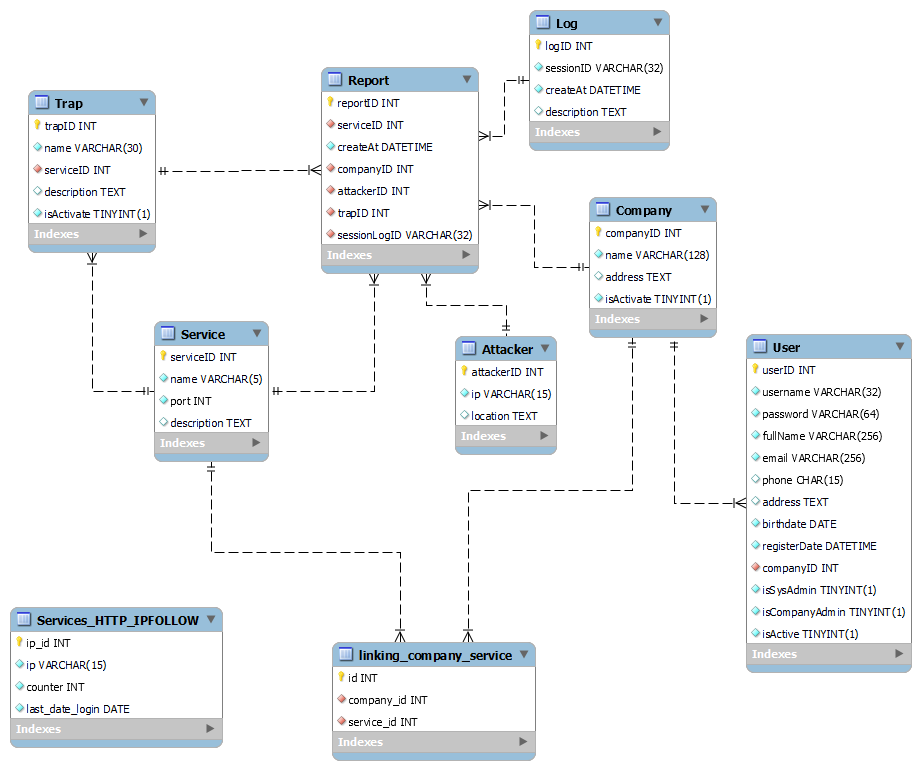 Log
logID INT
sessionID VARCHAR(32)
createAt DATETIME
description TEXT
Indexes
Report
reportID INT
serviceID INT
createAt DATETIME
companyID INT
attackerID INT
trapID INT
sessionLogID VARCHAR(32)
Indexes
Trap
trapID INT
name VARCHAR(30)
serviceID INT
description TEXT
isActivate TINYINT(1)
Indexes
Company
companyID INT
name VARCHAR(128)
address TEXT
isActivate TINYINT(1)
Indexes
Service
serviceID INT
name VARCHAR(5)
port INT
description TEXT
Indexes
Attacker
attackerID INT
ip VARCHAR(15)
location TEXT
Indexes
User
userID INT
username VARCHAR(32)
password VARCHAR(64)
fullName VARCHAR(256)
email VARCHAR(256)
phone CHAR(15)
address TEXT
birthdate DATE
registerDate DATETIME
companyID INT
isSysAdmin TINYINT(1)
isCompanyAdmin TINYINT(1)
isActive TINYINT(1)
Indexes
Services_HTTP_IPFOLLOW
ip_id INT
ip VARCHAR(15)
counter INT
last_date_login DATE
Indexes
linking_company_service
id INT
company_id INT
service_id INT
Indexes